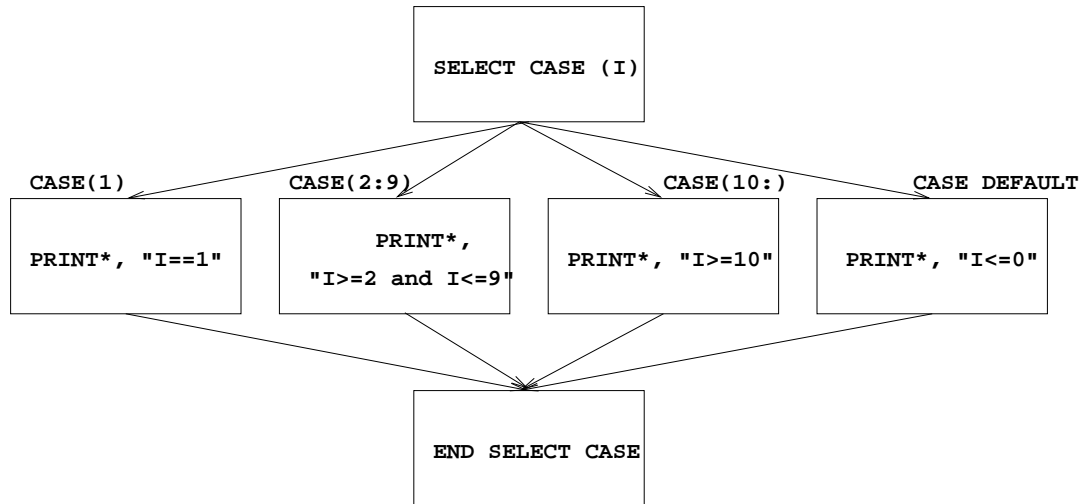 SELECT CASE (I)
CASE(1)
CASE(2:9)
CASE(10:)
CASE DEFAULT
PRINT*, "I==1"
PRINT*,
"I>=2 and I<=9"
PRINT*, "I>=10"
PRINT*, "I<=0"
END SELECT CASE